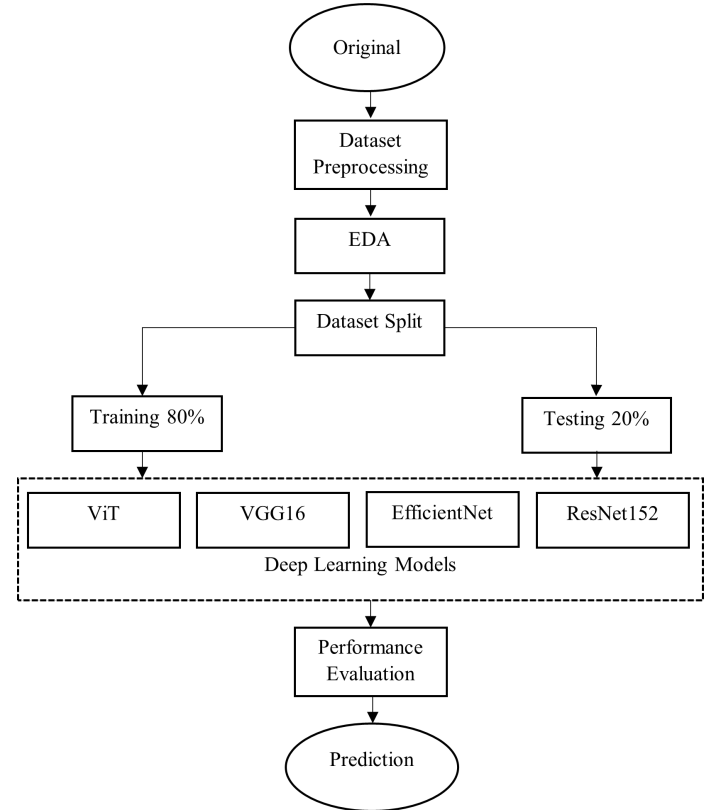 Original
Dataset
Preprocessing
EDA
Dataset Split
Training 80%
Testing 20%
ViT
VGG16
EfficientNet
ResNet152
Deep Learning Models
Performance
Evaluation
Prediction